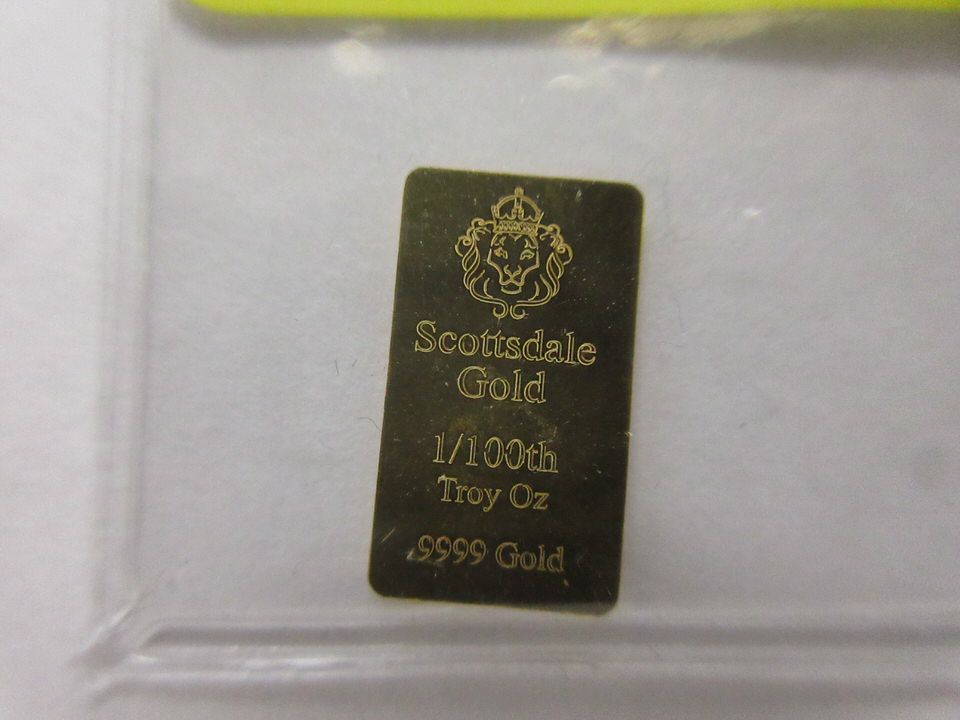 Scottsdale
Gold
1/100th
Troy Oz
.9999 Gold